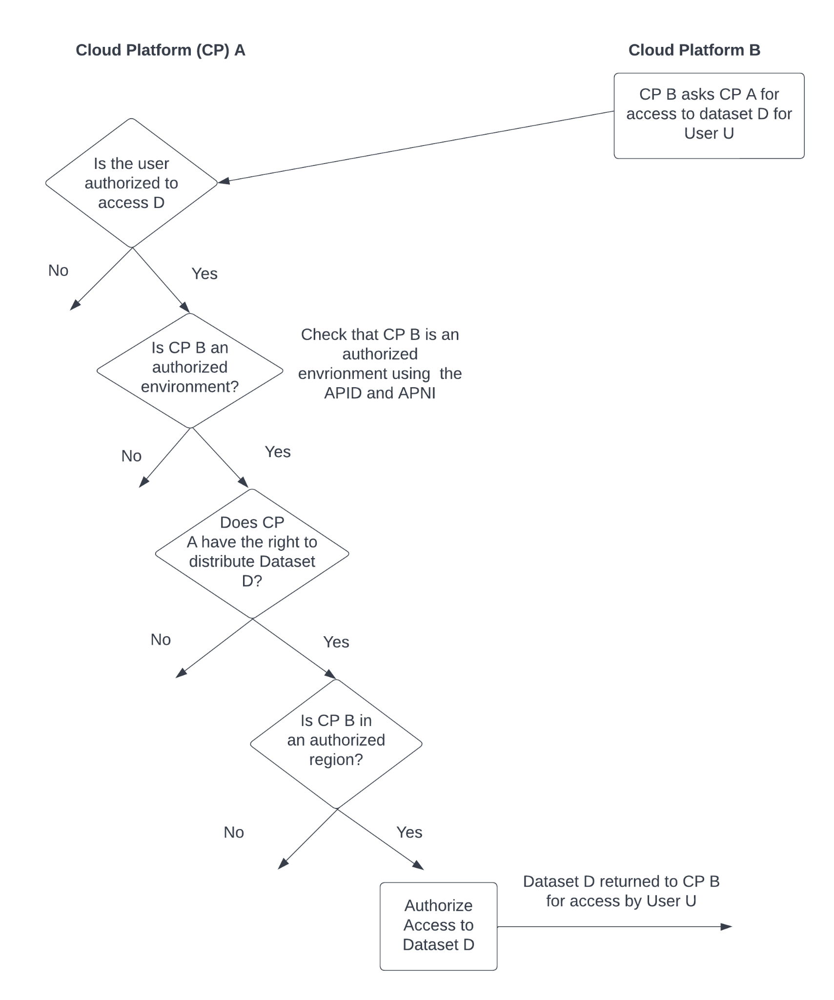 Cloud Platform (CP) A
Cloud Platform B
CP B asks CP A for
access to dataset D for
User U
Is the user
authorized to
access D
No
Yes
Is CP B an
authorized
environment?
Check that CP B is an
authorized
envrionment using  the
APID and APNI
No
Yes
Does CP
A have the right to
distribute Dataset
D?
No
Yes
Is CP B in
an authorized
region?
No
Yes
Authorize
Access to
Dataset D
Dataset D returned to CP B
for access by User U